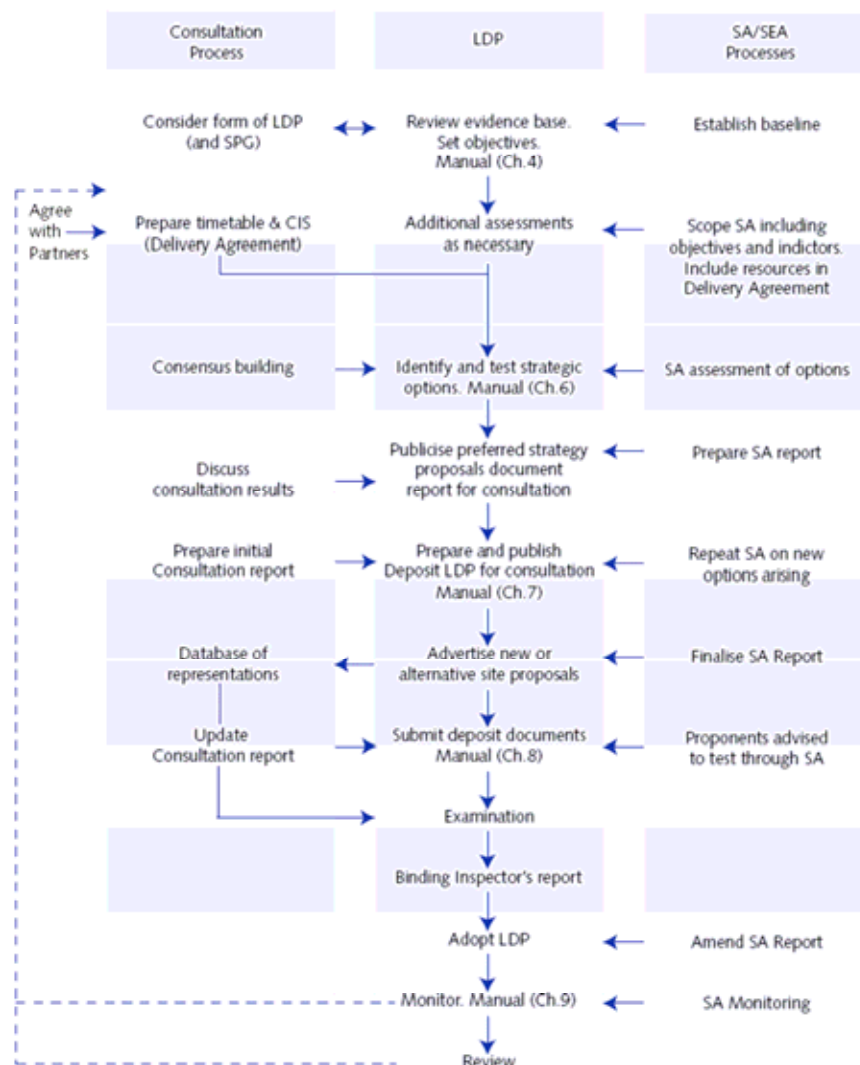 Consultation
Process
LDP
SA/SEA
Processes
Consider form of LDP
(and SPG)
Review evidence base.
Set objectives.
Manual (Ch.4)
Establish baseline
Agree
with
Partners
Prepare timetable & CIS
(Delivery Agreement)
Additional assessments
as necessary
Scope SA including
objectives and indictors.
Include resources in
Delivery Agreement
Consensus building
Identify and test strategic
options. Manual (Ch.6)
SA assessment of options
Discuss
consultation results
Publicise preferred strategy
proposals document
report for consultation
Prepare SA report
Prepare initial
Consultation report
Prepare and publish
Deposit LDP for consultation
Manual (Ch.7)
Repeat SA on new
options arising
Database of
representations
Advertise new or
alternative site proposals
Finalise SA Report
Update
Consultation report
Submit deposit documents
Manual (Ch.8)
Proponents advised
to test through SA
Examination
Binding Inspector's report
Adopt LDP
Amend SA Report
Monitor. Manual (Ch.9)
SA Monitoring
Review